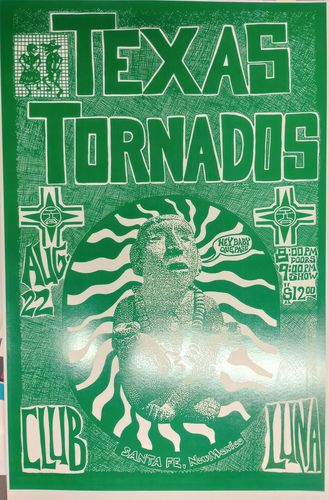 TEXAS
TORNADOS
AUG.
22
HEY BABY
QUE PASO
8:00 PM
DOORS
9:00 PM
SHOW
$12.00
CLUB
LUNA
SANTA FE, New Mexico